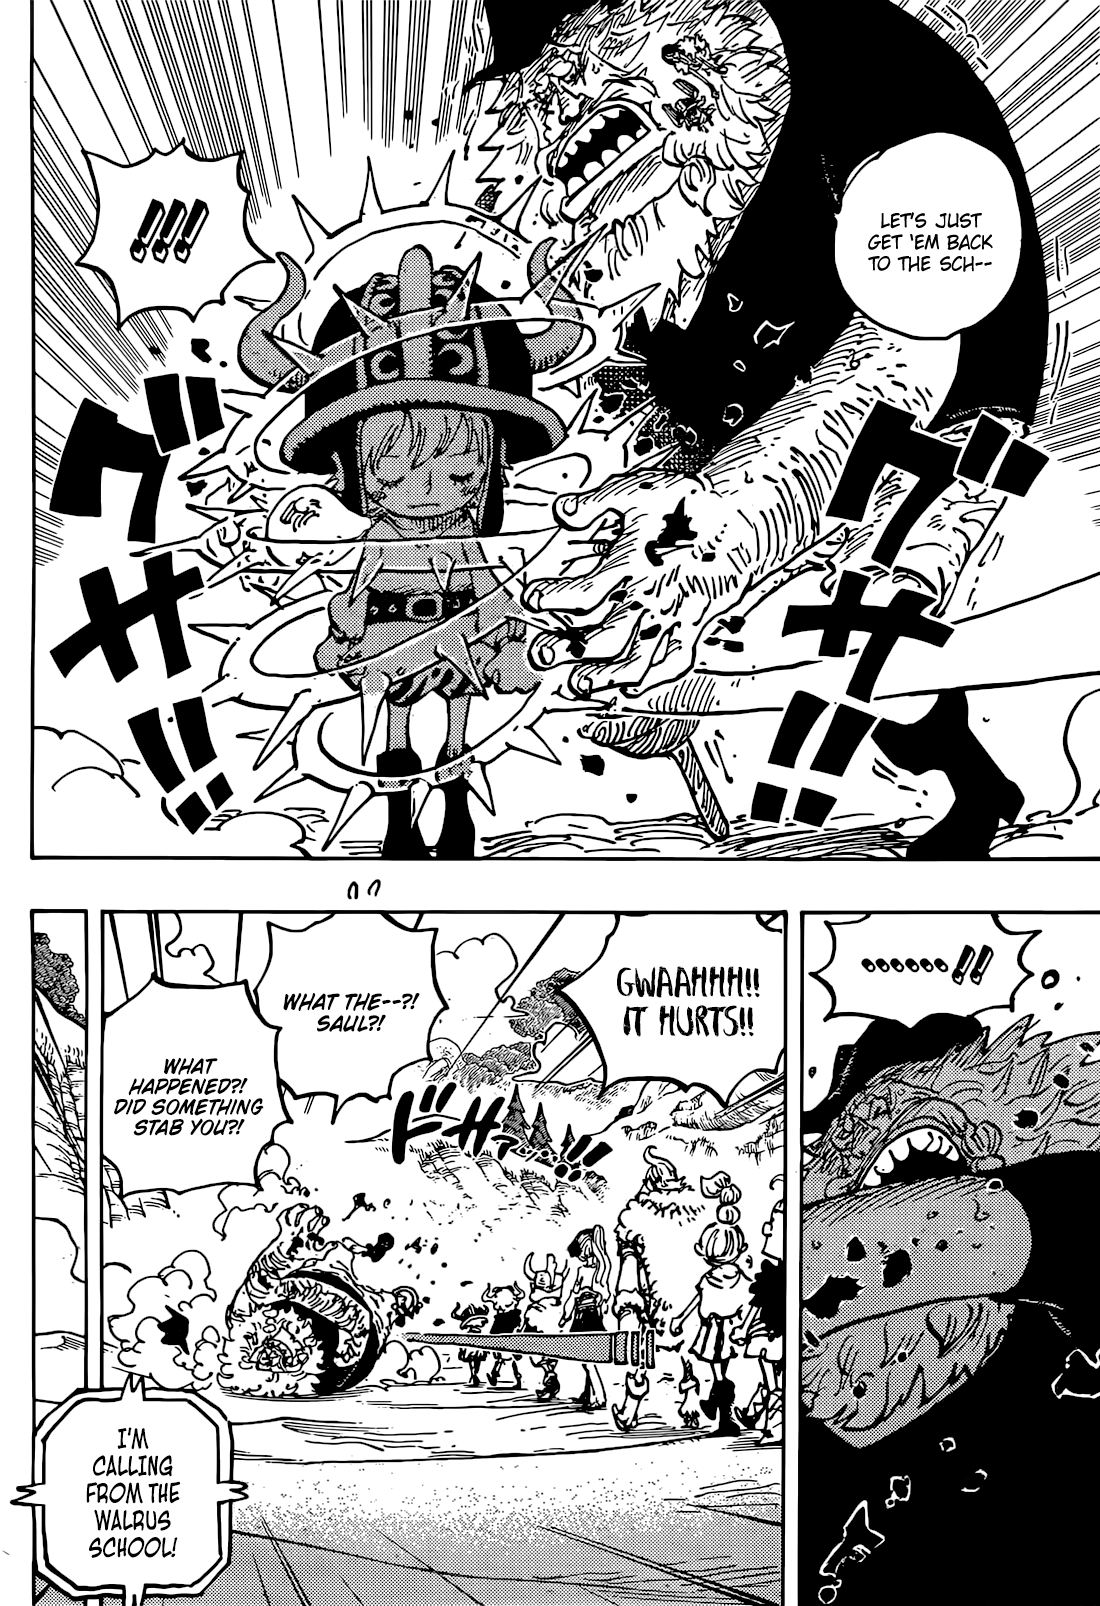 LET'S JUST
GET 'EM BACK
TO THE SCH--
!!!
グサ!!
グサ!!
......!!
GWAAHHH!!
IT HURTS!!
WHAT THE--?!
SAUL?!
WHAT
HAPPENED?!
DID SOMETHING
STAB YOU?!
ドサァッ!!
I'M
CALLING
FROM THE
WALRUS
SCHOOL!